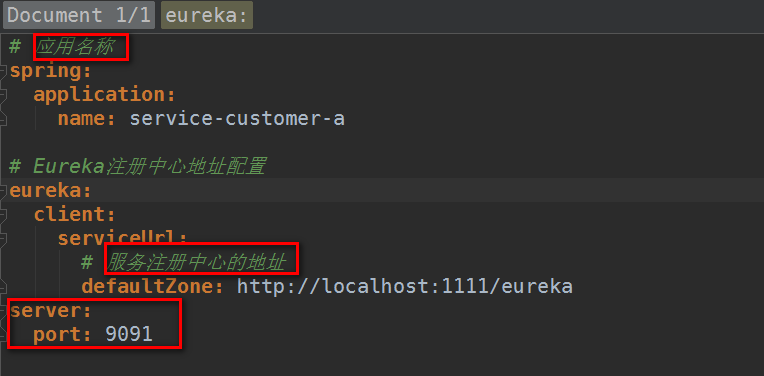 Document 1/1 eureka:
# 应用名称
spring:
  application:
    name: service-customer-a
# Eureka注册中心地址配置
eureka:
  client:
    serviceUrl:
      # 服务注册中心的地址
      defaultZone: http://localhost:1111/eureka
server:
  port: 9091